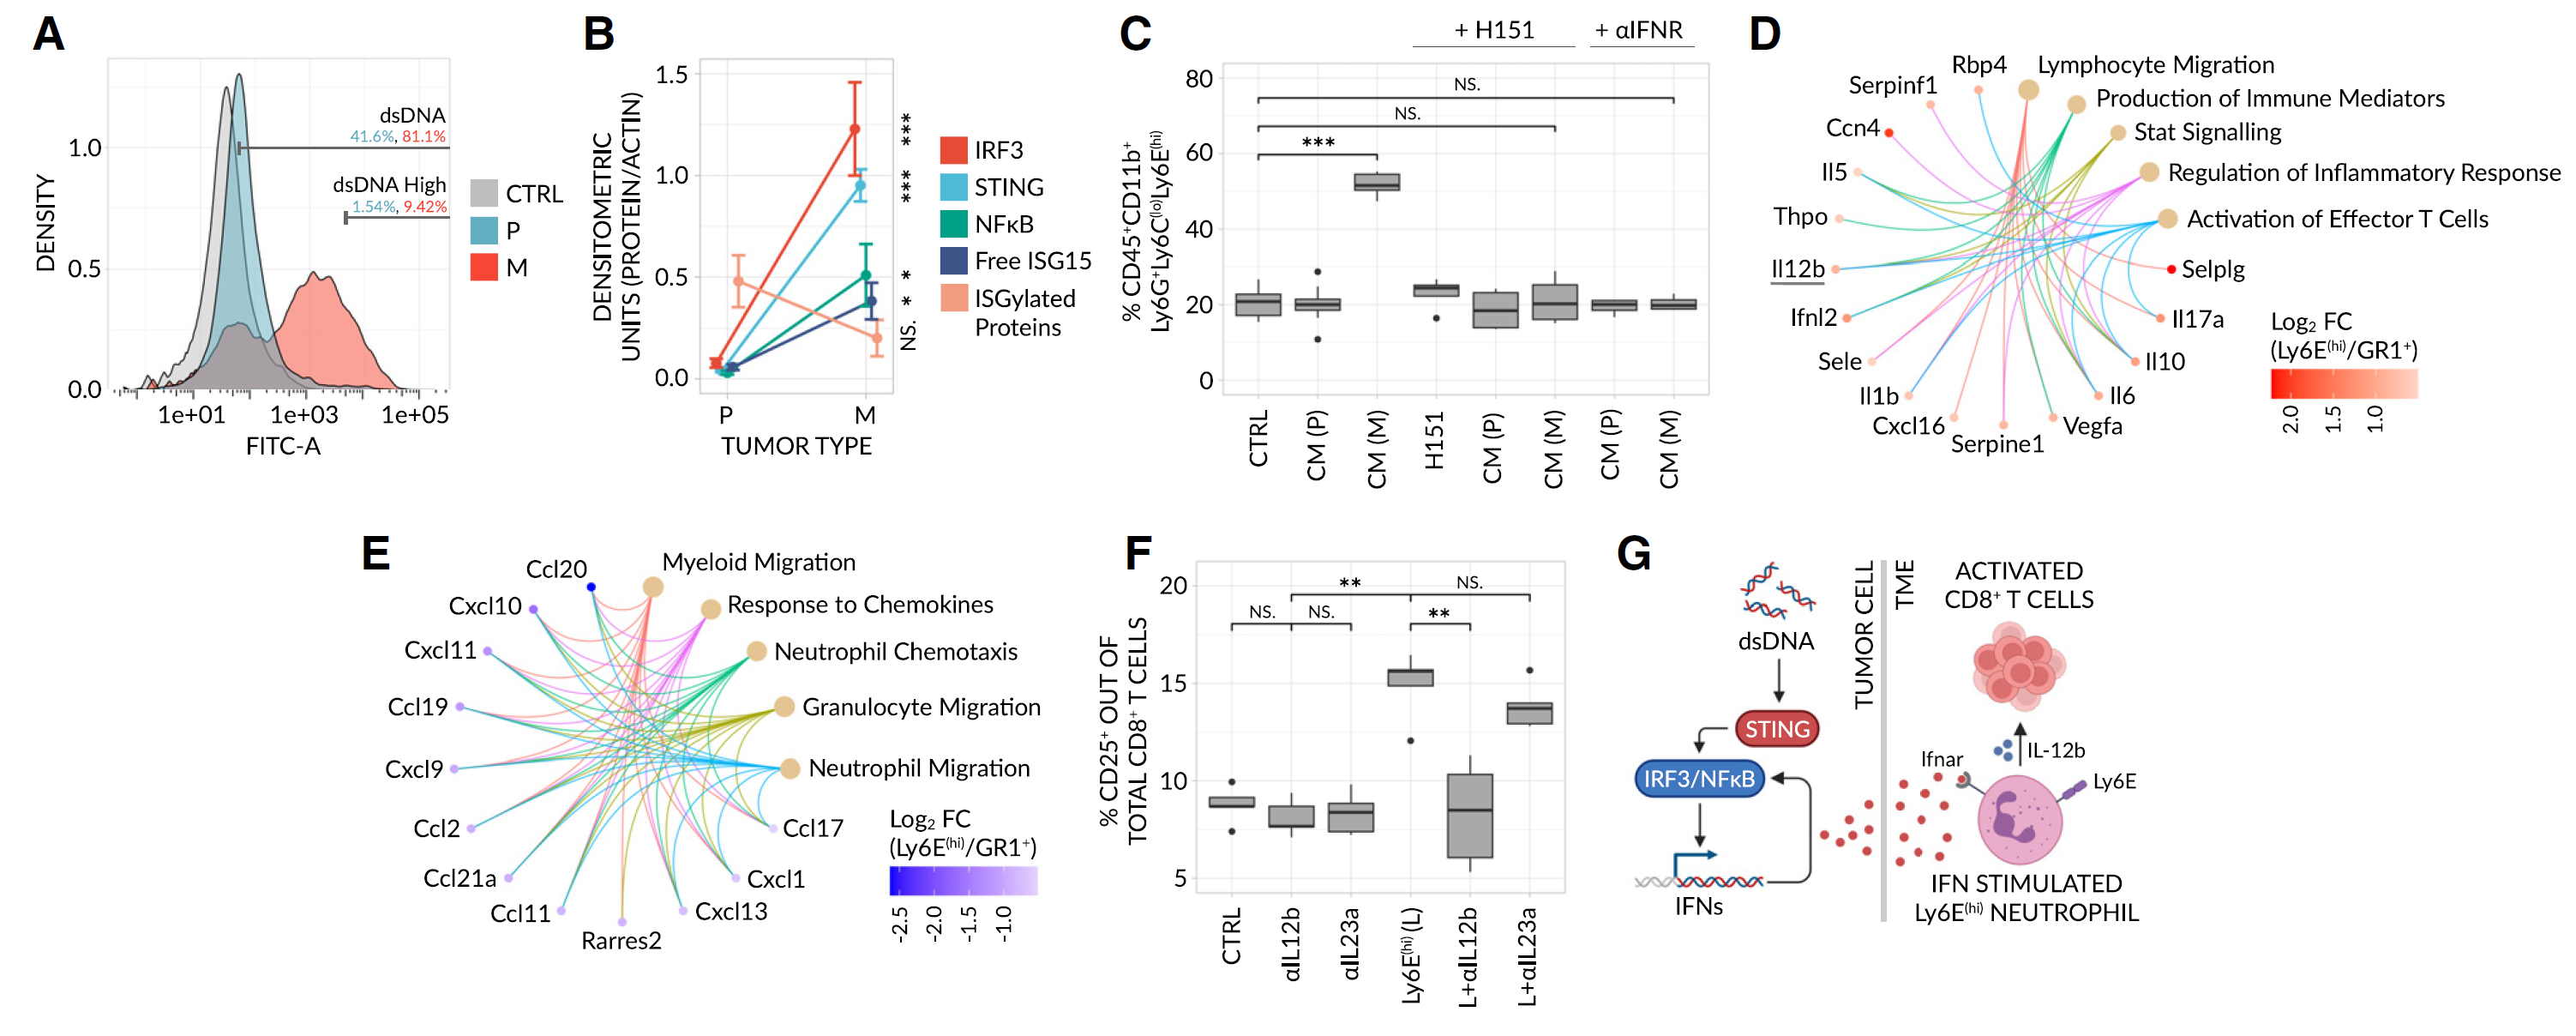 A
DENSITY
1.0
0.5
0.0
1e+01
1e+03
1e+05
FITC-A
dsDNA
41.6%, 81.1%
dsDNA High
1.54%, 9.42%
CTRL
P
M
B
DENSITOMETRIC
UNITS (PROTEIN/ACTIN)
1.5
1.0
0.5
0.0
P
M
TUMOR TYPE
***
***
*
*
NS.
IRF3
STING
NFκB
Free ISG15
ISGylated
Proteins
C
+ H151
+ αIFNR
% CD45⁺CD11b⁺
Ly6G⁺Ly6C⁽ˡᵒ⁾Ly6E⁽ʰⁱ⁾
80
60
40
20
0
NS.
NS.
***
CTRL
CM (P)
CM (M)
H151
CM (P)
CM (M)
CM (P)
CM (M)
D
Rbp4
Lymphocyte Migration
Serpinf1
Production of Immune Mediators
Ccn4
Stat Signalling
Il5
Regulation of Inflammatory Response
Thpo
Activation of Effector T Cells
Il12b
Selplg
Ifnl2
Il17a
Sele
Il10
Il1b
Il6
Cxcl16
Vegfa
Serpine1
Log₂ FC
(Ly6E⁽ʰⁱ⁾/GR1⁺)
2.0
1.5
1.0
E
Ccl20
Myeloid Migration
Cxcl10
Response to Chemokines
Cxcl11
Neutrophil Chemotaxis
Ccl19
Granulocyte Migration
Cxcl9
Neutrophil Migration
Ccl2
Ccl17
Ccl21a
Cxcl1
Ccl11
Cxcl13
Rarres2
Log₂ FC
(Ly6E⁽ʰⁱ⁾/GR1⁺)
-2.5
-2.0
-1.5
-1.0
F
% CD25⁺ OUT OF
TOTAL CD8⁺ T CELLS
20
15
10
5
**
NS.
NS.
NS.
**
CTRL
αIL12b
αIL23a
Ly6E⁽ʰⁱ⁾ (L)
L+αIL12b
L+αIL23a
G
dsDNA
STING
IRF3/NFκB
IFNs
TUMOR CELL
TME
ACTIVATED
CD8⁺ T CELLS
IL-12b
Ifnar
Ly6E
IFN STIMULATED
Ly6E⁽ʰⁱ⁾ NEUTROPHIL